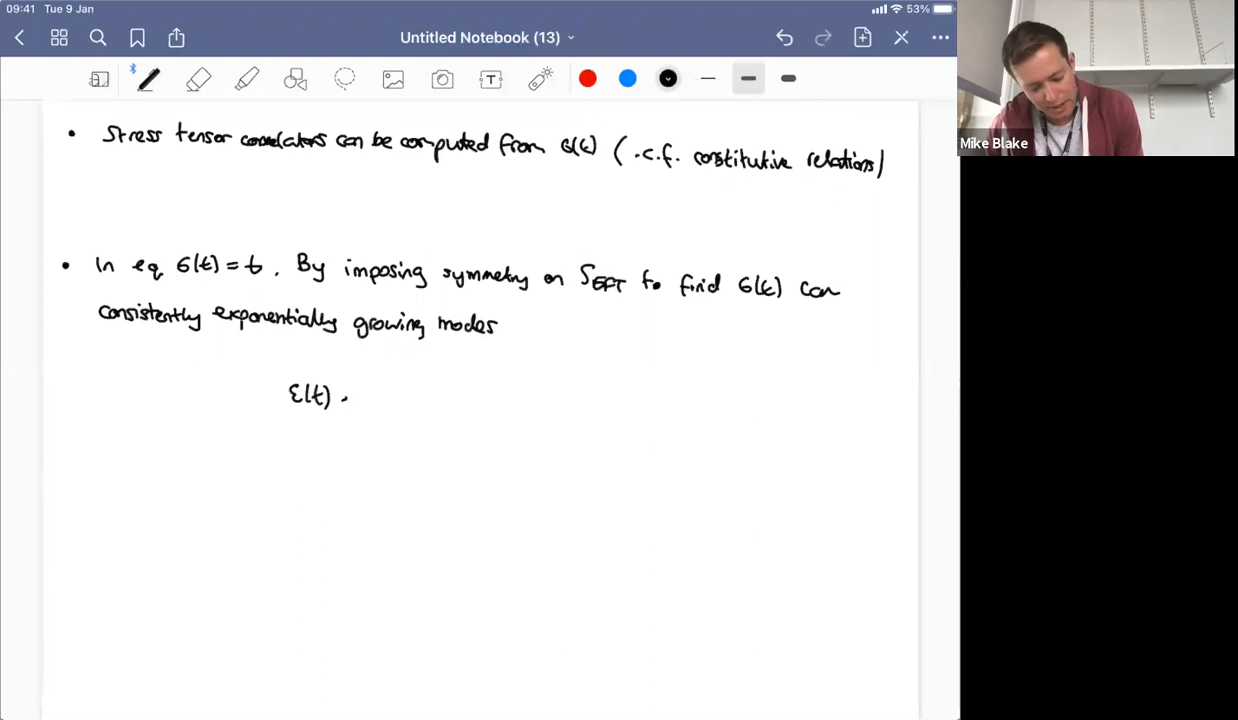 09:41 Tue 9 Jan
53%
Untitled Notebook (13)
Mike Blake
• Stress tensor correlators can be computed from σ(t) ( .c.f. constitutive relations)
• In eq σ(t) = t . By imposing symmetry on S_EFT to find σ(t) can
consistently exponentially growing modes
ε(t) .